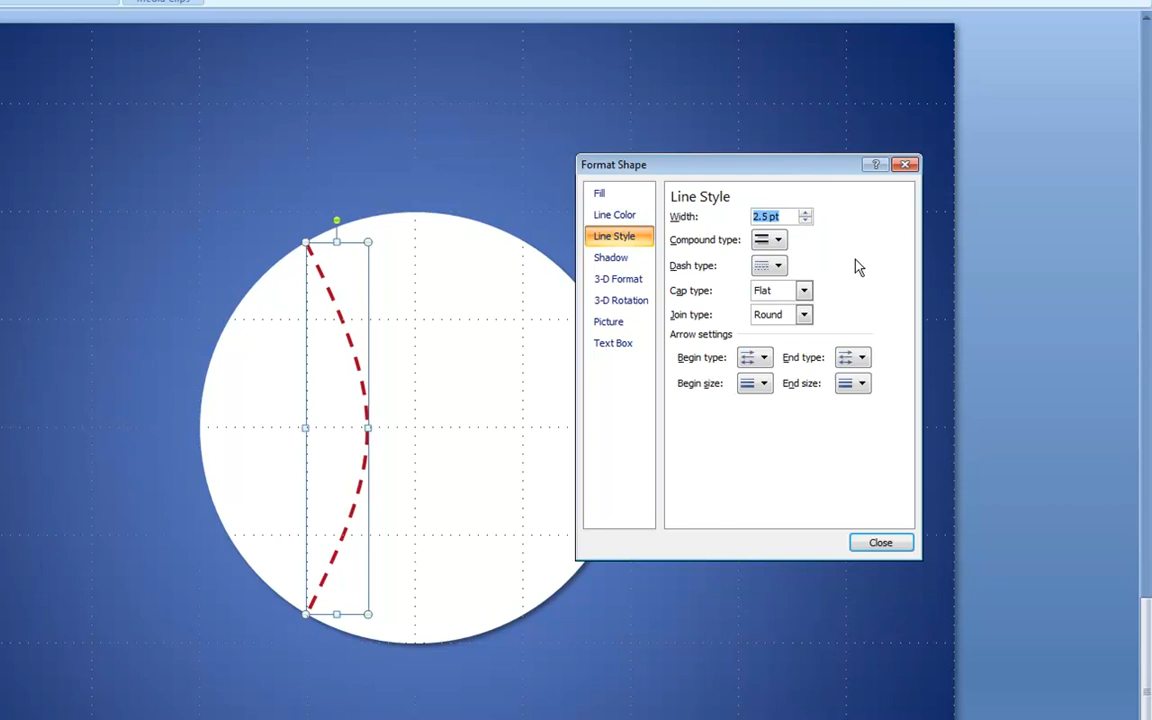 Media Clips
Format Shape
Fill
Line Color
Line Style
Shadow
3-D Format
3-D Rotation
Picture
Text Box
Line Style
Width: 2.5 pt
Compound type:
Dash type:
Cap type: Flat
Join type: Round
Arrow settings
Begin type: End type:
Begin size: End size:
Close